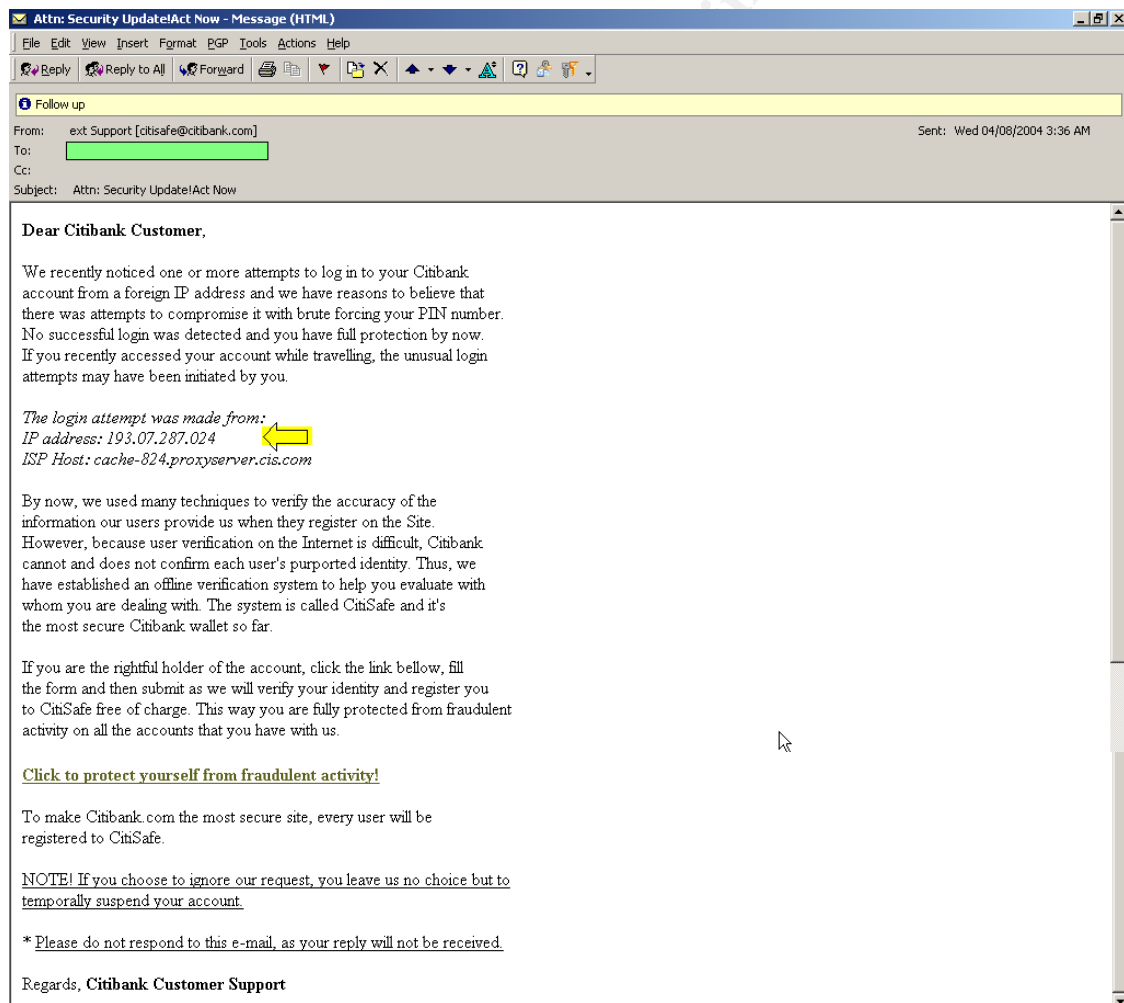 Attn: Security Update!Act Now - Message (HTML)
File Edit View Insert Format PGP Tools Actions Help
Reply Reply to All Forward
Follow up
From: ext Support [citisafe@citibank.com] Sent: Wed 04/08/2004 3:36 AM
To:
Cc:
Subject: Attn: Security Update!Act Now
Dear Citibank Customer,
We recently noticed one or more attempts to log in to your Citibank
account from a foreign IP address and we have reasons to believe that
there was attempts to compromise it with brute forcing your PIN number.
No successful login was detected and you have full protection by now.
If you recently accessed your account while travelling, the unusual login
attempts may have been initiated by you.
The login attempt was made from:
IP address: 193.07.287.024
ISP Host: cache-824.proxyserver.cis.com
By now, we used many techniques to verify the accuracy of the
information our users provide us when they register on the Site.
However, because user verification on the Internet is difficult, Citibank
cannot and does not confirm each user's purported identity. Thus, we
have established an offline verification system to help you evaluate with
whom you are dealing with. The system is called CitiSafe and it's
the most secure Citibank wallet so far.
If you are the rightful holder of the account, click the link bellow, fill
the form and then submit as we will verify your identity and register you
to CitiSafe free of charge. This way you are fully protected from fraudulent
activity on all the accounts that you have with us.
Click to protect yourself from fraudulent activity!
To make Citibank.com the most secure site, every user will be
registered to CitiSafe.
NOTE! If you choose to ignore our request, you leave us no choice but to
temporally suspend your account.
* Please do not respond to this e-mail, as your reply will not be received.
Regards, Citibank Customer Support